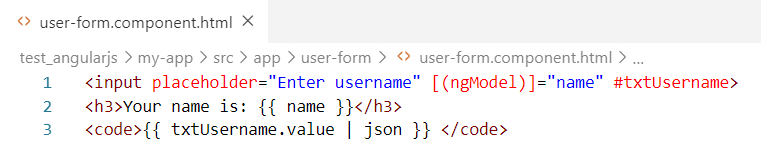 <> user-form.component.html ×
test_angularjs > my-app > src > app > user-form > <> user-form.component.html > ...
1 <input placeholder="Enter username" [(ngModel)]="name" #txtUsername>
2 <h3>Your name is: {{ name }}</h3>
3 <code>{{ txtUsername.value | json }} </code>